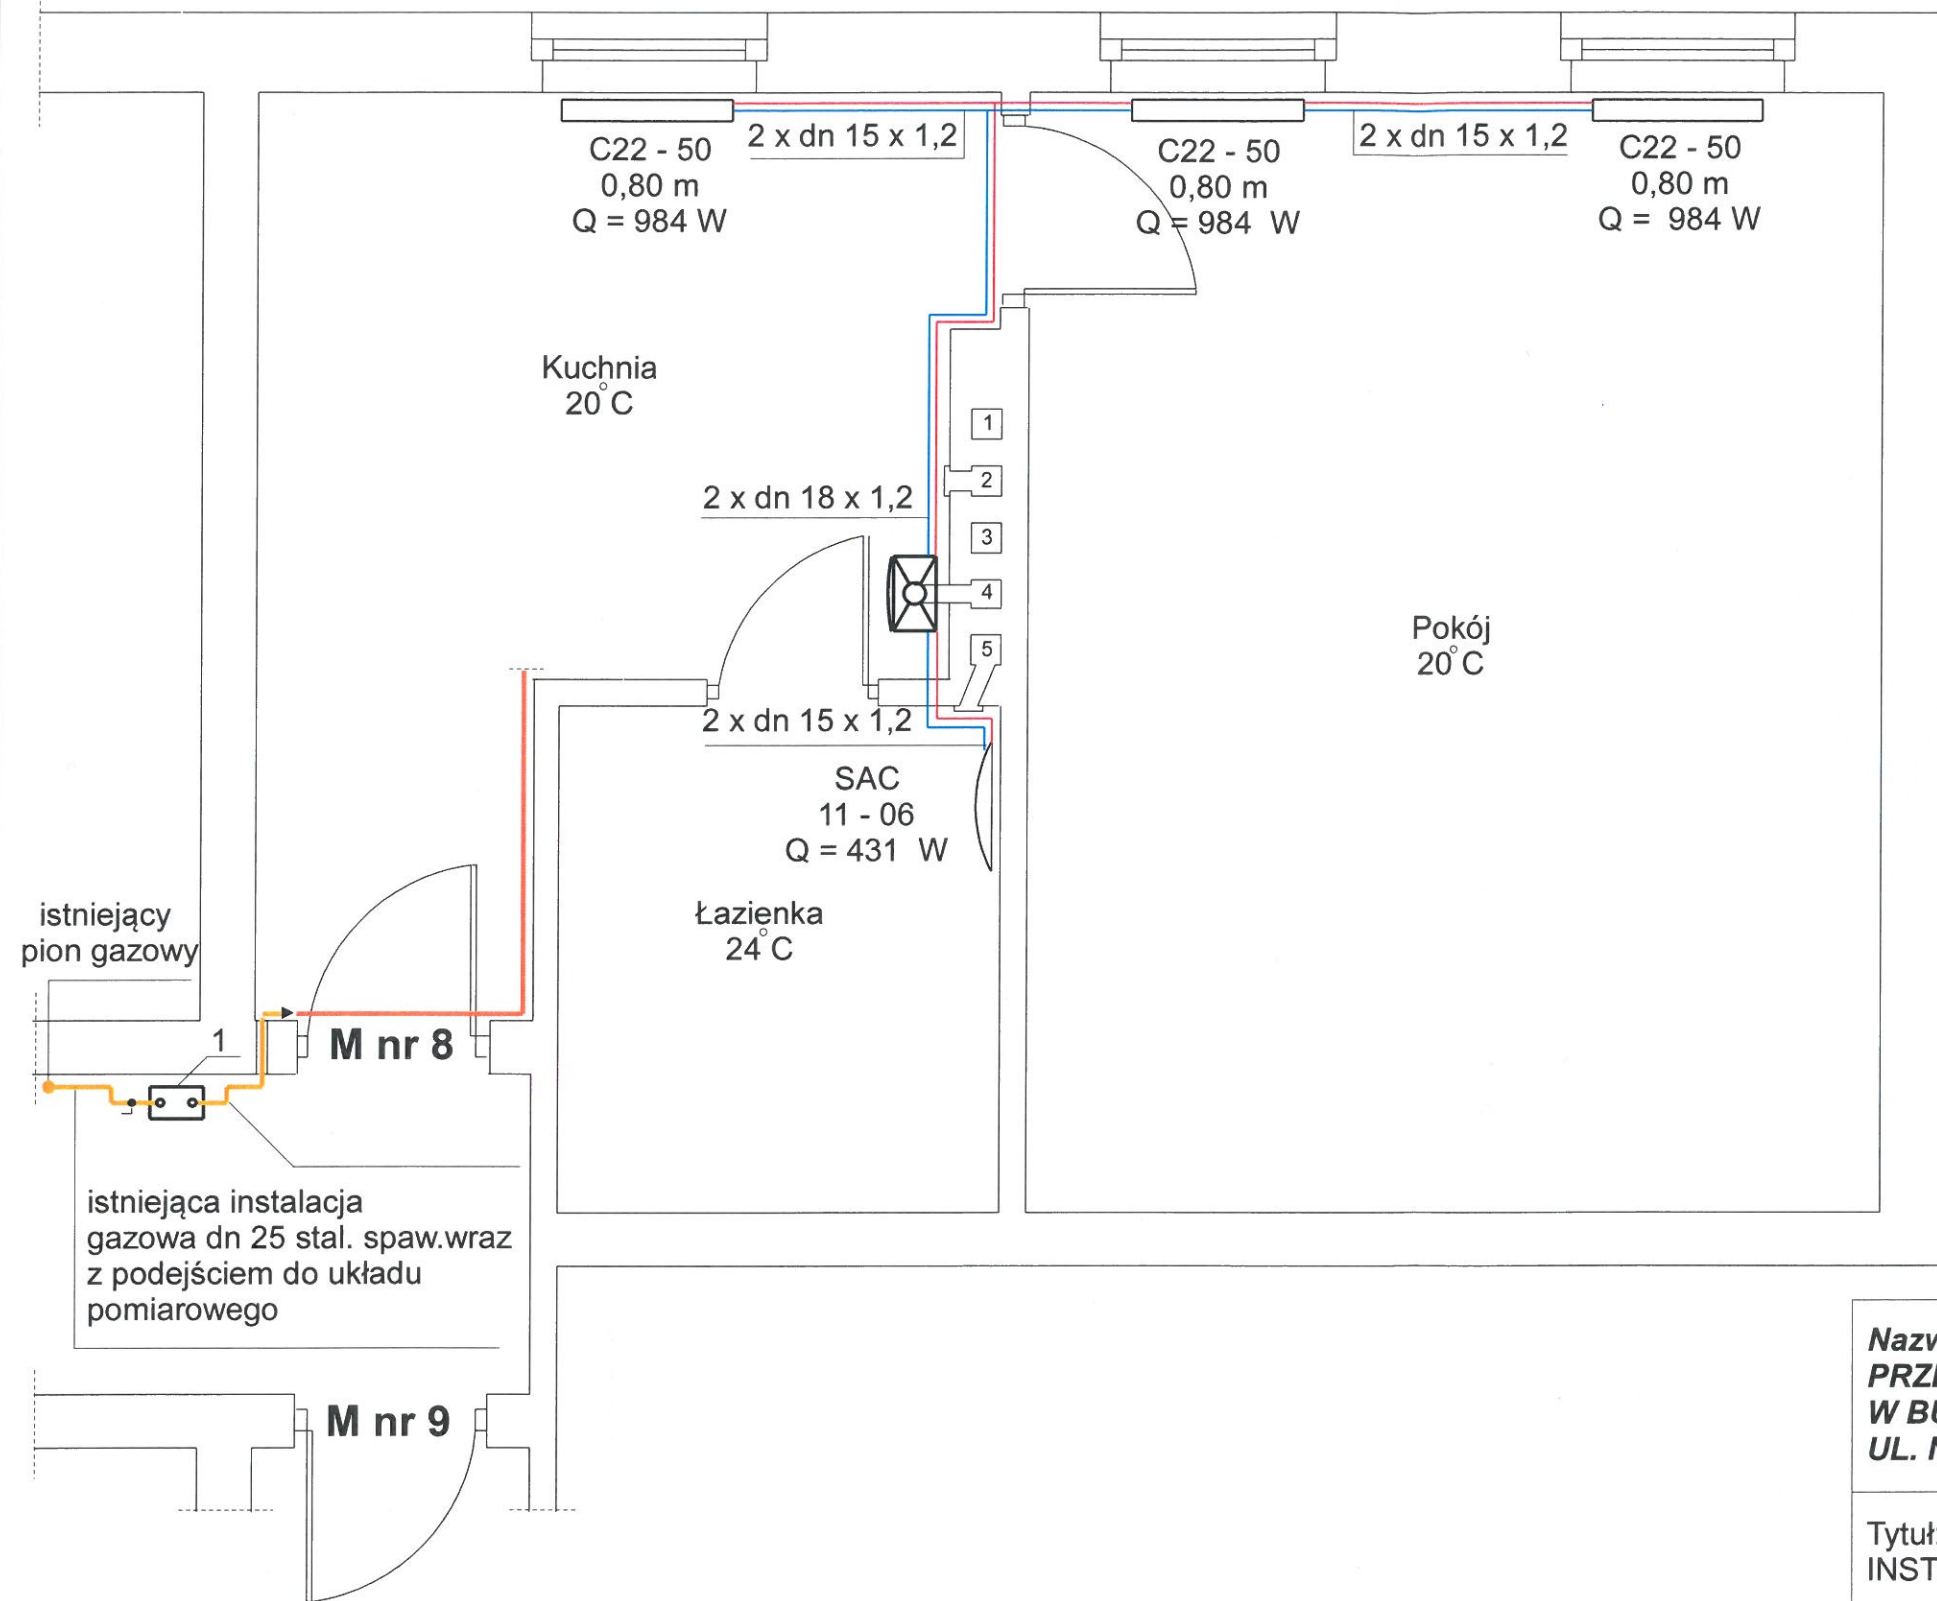 C22 - 50
0,80 m
Q = 984 W
2 x dn 15 x 1,2
C22 - 50
0,80 m
Q = 984 W
2 x dn 15 x 1,2
C22 - 50
0,80 m
Q = 984 W
Kuchnia
20°C
1
2
3
4
5
2 x dn 18 x 1,2
Pokój
20°C
2 x dn 15 x 1,2
SAC
11 - 06
Q = 431 W
Łazienka
24°C
istniejący
pion gazowy
1
M nr 8
istniejąca instalacja
gazowa dn 25 stal. spaw.wraz
z podejściem do układu
pomiarowego
M nr 9
W
UL.
Tytuł:
INST